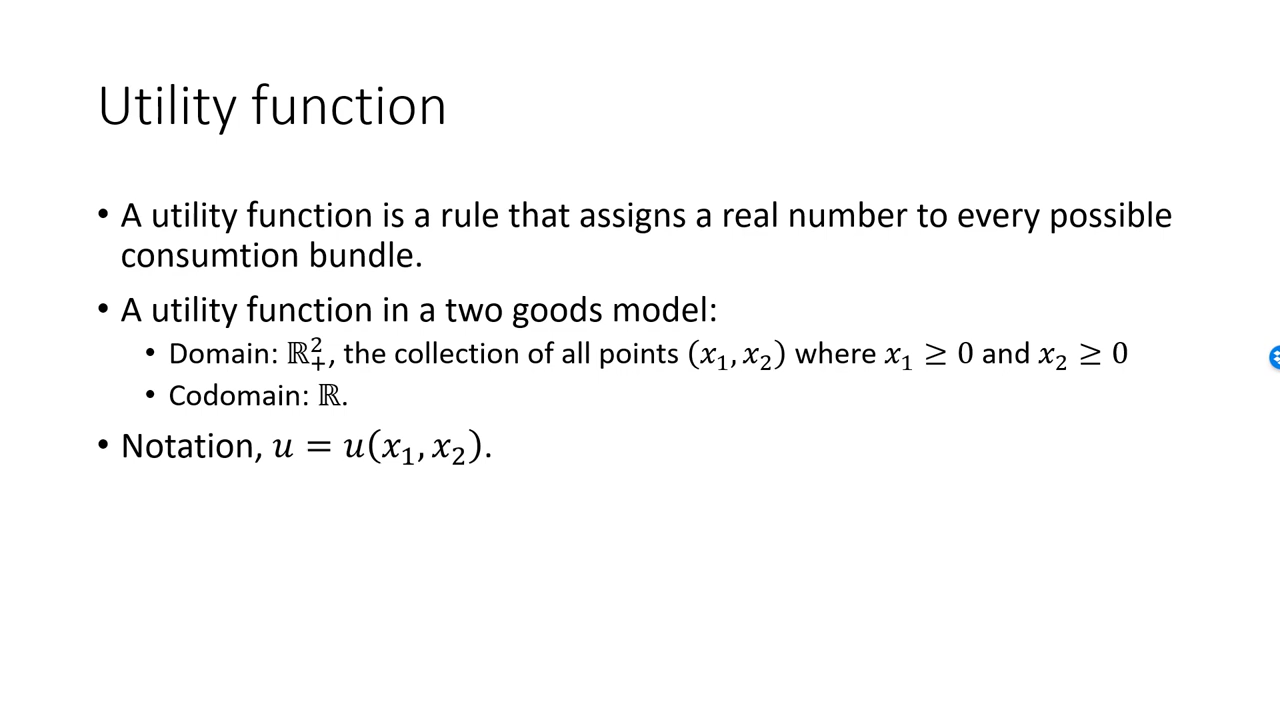 Utility function
• A utility function is a rule that assigns a real number to every possible
consumtion bundle.
• A utility function in a two goods model:
• Domain: ℝ²₊, the collection of all points (x₁, x₂) where x₁ ≥ 0 and x₂ ≥ 0
• Codomain: ℝ.
• Notation, u = u(x₁, x₂).